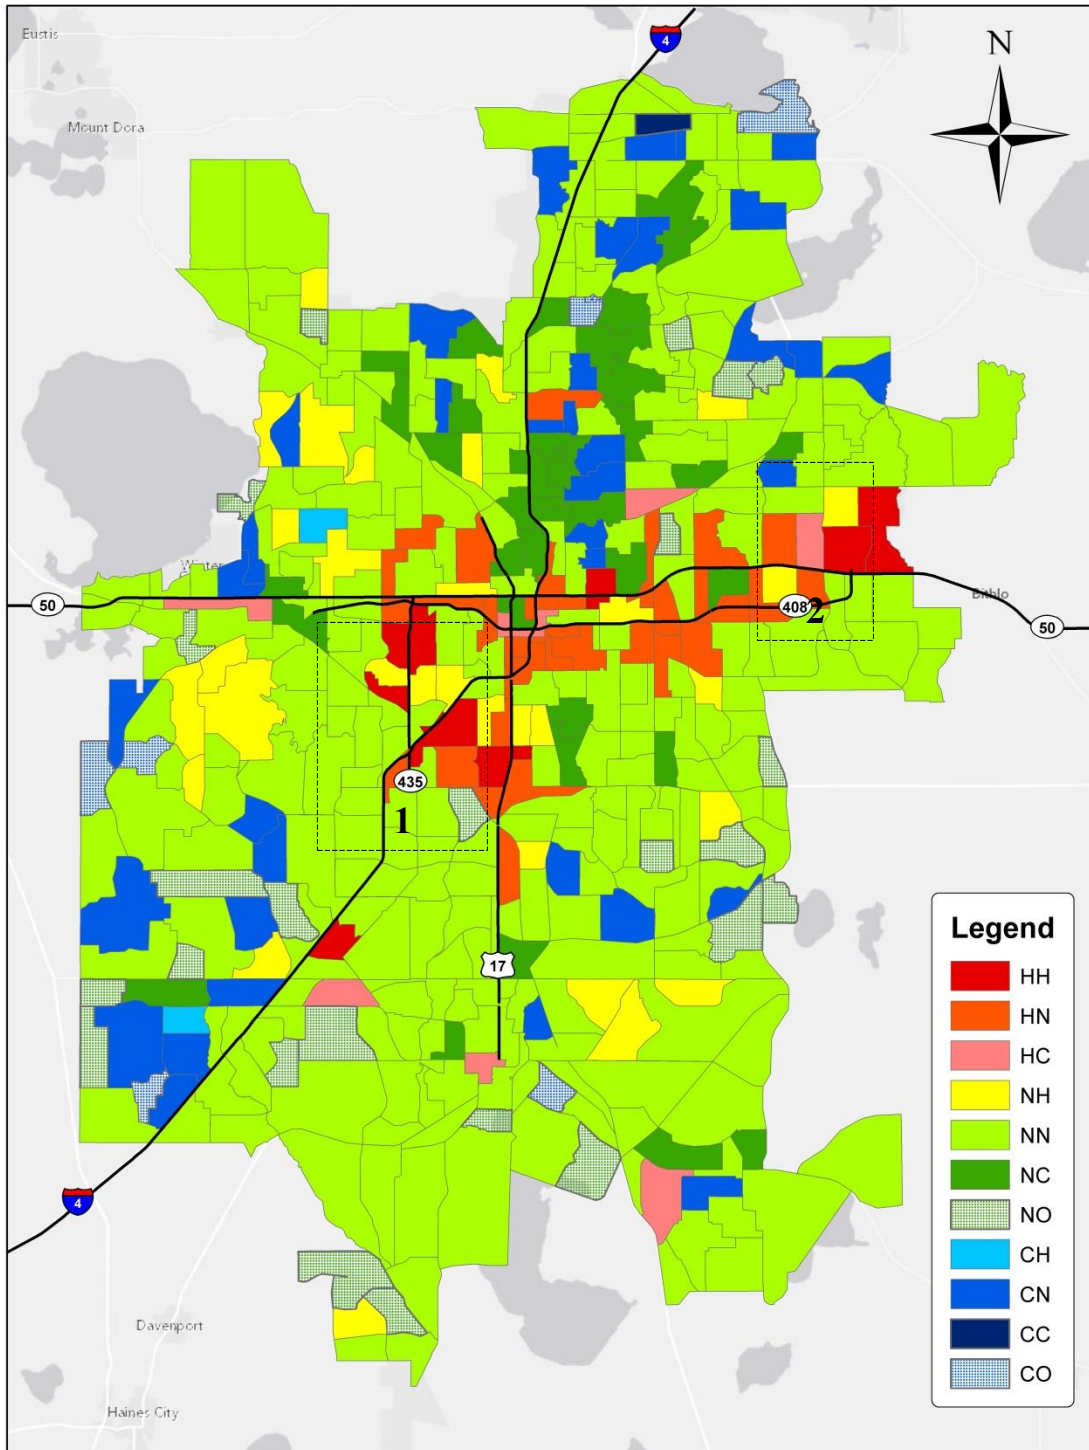 Eustis
4
N
Mount Dora
Winter
50
Bithlo
408
2
50
435
1
17
Legend
HH
HN
HC
NH
NN
NC
NO
CH
CN
CC
CO
4
Davenport
Haines City